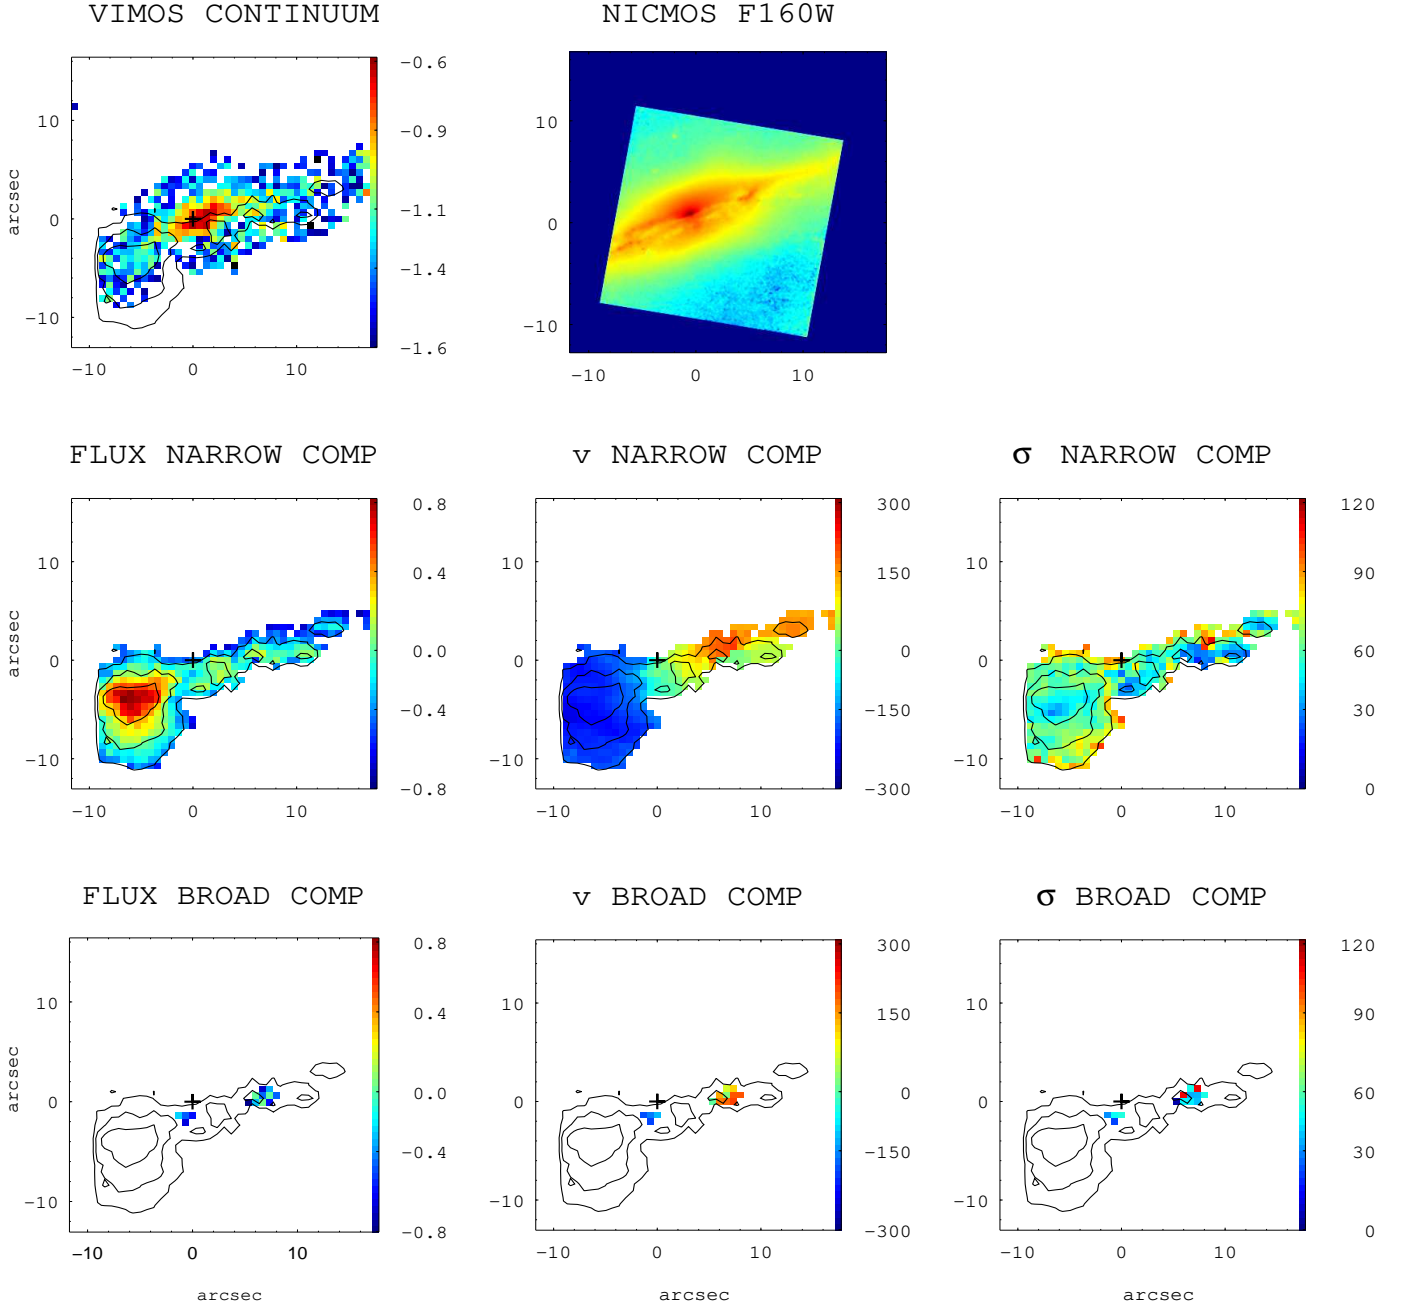 VIMOS CONTINUUM
NICMOS F160W
−0.6
−0.9
−1.1
−1.4
−1.6
10
0
−10
arcsec
−10 0 10
10
0
−10
−10 0 10
FLUX NARROW COMP
v NARROW COMP
σ NARROW COMP
0.8
0.4
0.0
−0.4
−0.8
10
0
−10
arcsec
−10 0 10
300
150
0
−150
−300
10
0
−10
−10 0 10
120
90
60
30
0
10
0
−10
−10 0 10
FLUX BROAD COMP
v BROAD COMP
σ BROAD COMP
0.8
0.4
0.0
−0.4
−0.8
10
0
−10
arcsec
−10 0 10
arcsec
300
150
0
−150
−300
10
0
−10
−10 0 10
arcsec
120
90
60
30
0
10
0
−10
−10 0 10
arcsec